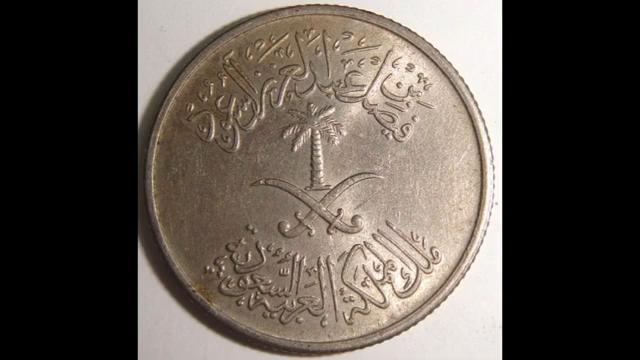 فيصل بن عبد العزيز آل سعود
ملك المملكة العربية السعودية